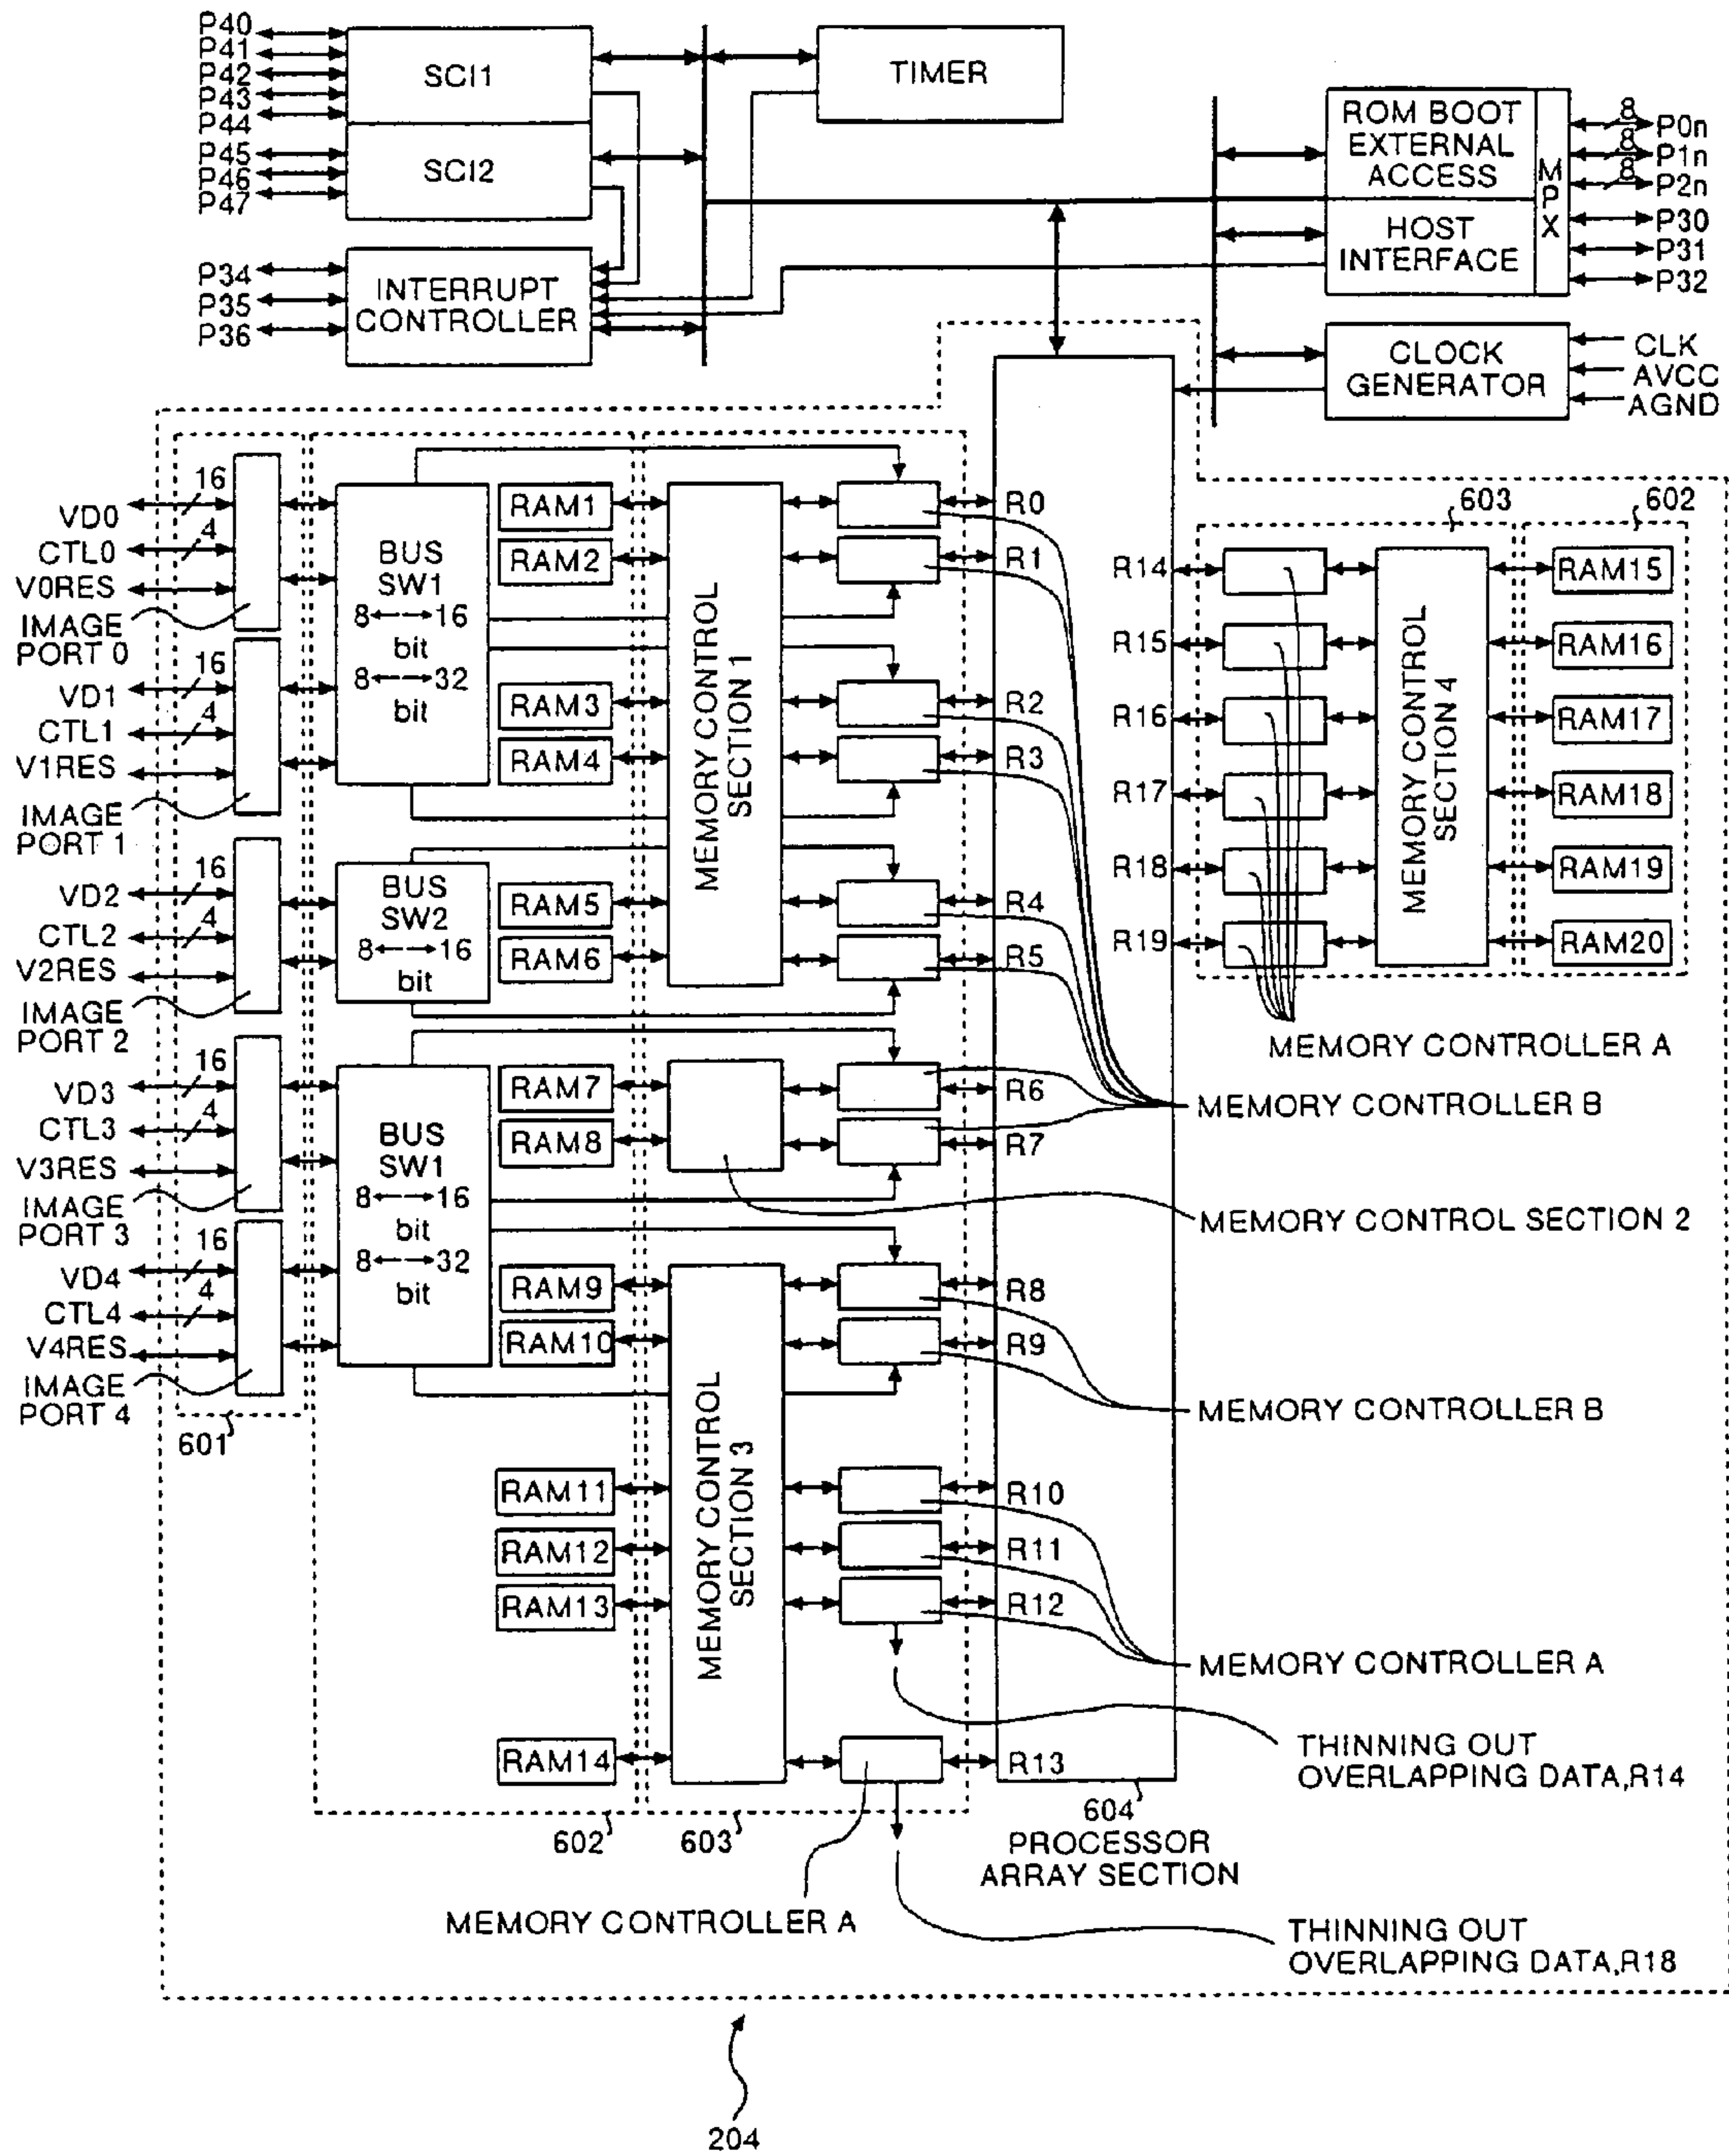 P40
P41
P42
P43
P44
P45
P46
P47
SCI1
SCI2
TIMER
P34
P35
P36
INTERRUPT
CONTROLLER
ROM BOOT
EXTERNAL
ACCESS
HOST
INTERFACE
M
P
X
8
8
8
P0n
P1n
P2n
P30
P31
P32
CLOCK
GENERATOR
CLK
AVCC
AGND
VD0
16
CTL0
4
V0RES
IMAGE
PORT 0
VD1
16
CTL1
4
V1RES
IMAGE
PORT 1
VD2
16
CTL2
4
V2RES
IMAGE
PORT 2
VD3
16
CTL3
4
V3RES
IMAGE
PORT 3
VD4
16
CTL4
4
V4RES
IMAGE
PORT 4
601
BUS
SW1
8←→16
bit
8←→32
bit
BUS
SW2
8←→16
bit
BUS
SW1
8←→16
bit
8←→32
bit
RAM1
RAM2
RAM3
RAM4
RAM5
RAM6
RAM7
RAM8
RAM9
RAM10
RAM11
RAM12
RAM13
RAM14
602
MEMORY CONTROL
SECTION 1
MEMORY CONTROL
SECTION 3
603
R0
R1
R2
R3
R4
R5
R6
R7
R8
R9
R10
R11
R12
R13
604
PROCESSOR
ARRAY SECTION
R14
R15
R16
R17
R18
R19
603
602
MEMORY CONTROL
SECTION 4
RAM15
RAM16
RAM17
RAM18
RAM19
RAM20
MEMORY CONTROLLER A
MEMORY CONTROLLER B
MEMORY CONTROL SECTION 2
MEMORY CONTROLLER B
MEMORY CONTROLLER A
THINNING OUT
OVERLAPPING DATA,R14
MEMORY CONTROLLER A
THINNING OUT
OVERLAPPING DATA,R18
204